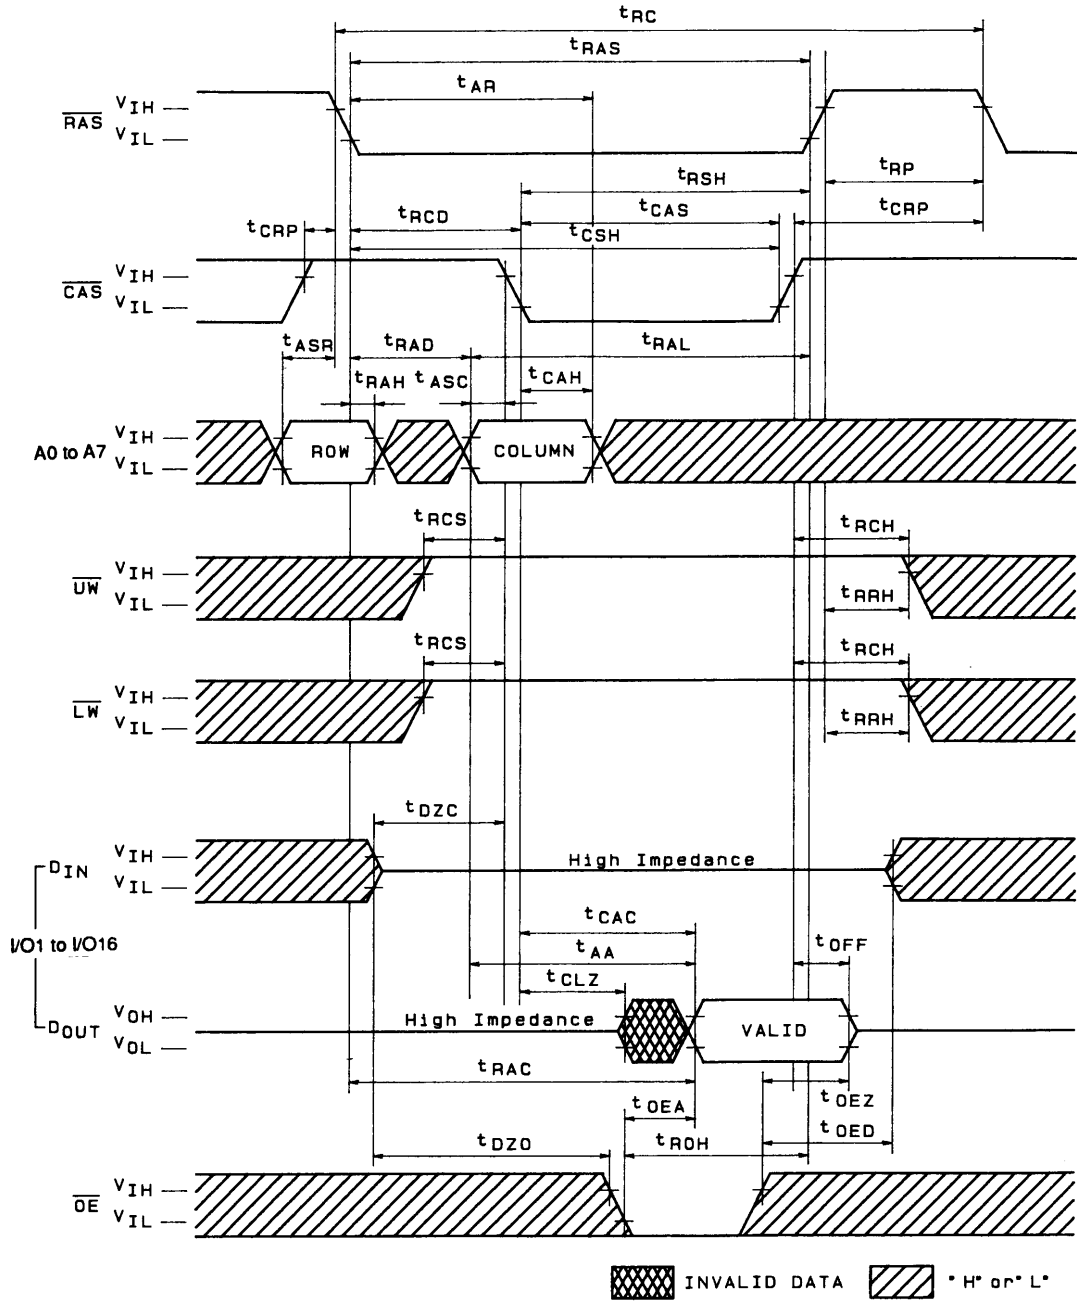 tRC
tRAS
tAR
RAS VIH
VIL
tRP
tRSH
tCAS
tCRP
tCRP
tRCD
tCSH
CAS VIH
VIL
tASR
tRAD
tRAL
tRAH
tASC
tCAH
A0 to A7 VIH
VIL
ROW
COLUMN
tRCS
tRCH
UW VIH
VIL
tRRH
tRCS
tRCH
LW VIH
VIL
tRRH
tDZC
DIN VIH
VIL
High Impedance
I/O1 to I/O16
tCAC
tAA
tOFF
tCLZ
DOUT VOH
VOL
High Impedance
VALID
tRAC
tOEZ
tOEA
tOED
tDZO
tROH
OE VIH
VIL
INVALID DATA
"H" or "L"